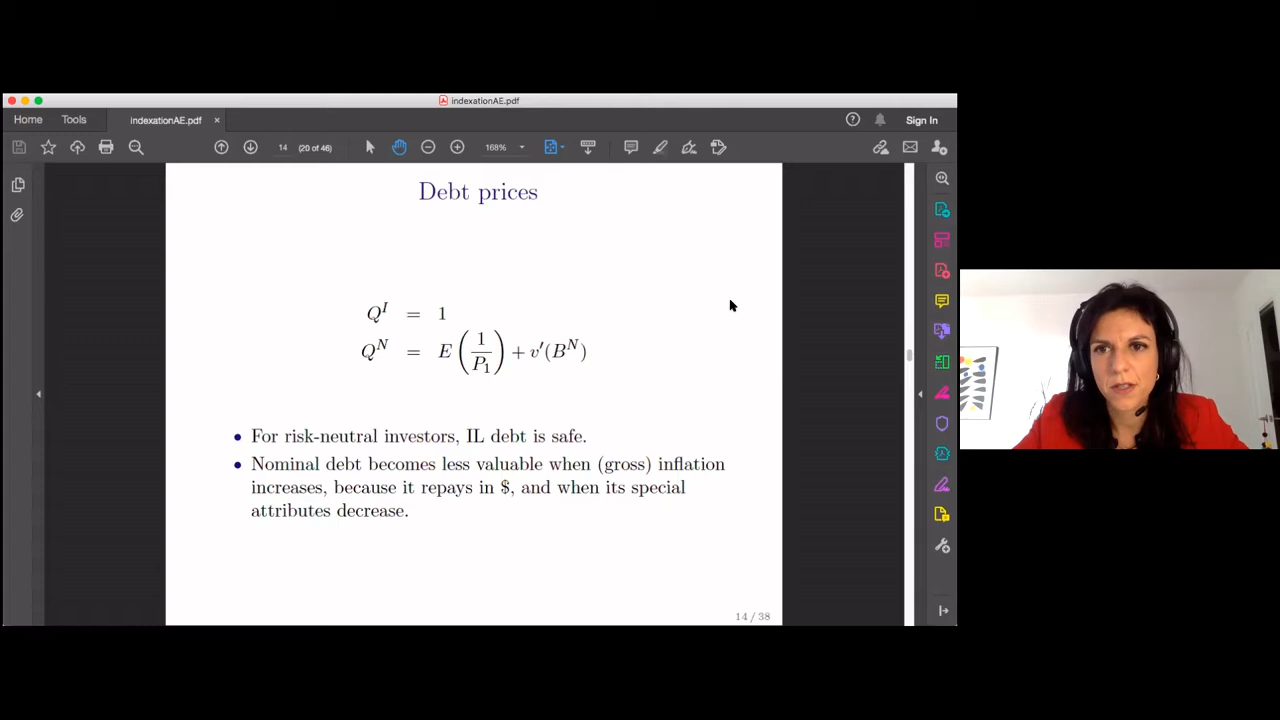 indexationAE.pdf
Home Tools indexationAE.pdf × Sign In
14 (20 of 46) 168%
Debt prices
Q^I = 1
Q^N = E(1/P_1) + v′(B^N)
• For risk-neutral investors, IL debt is safe.
• Nominal debt becomes less valuable when (gross) inflation
increases, because it repays in $, and when its special
attributes decrease.
14 / 38